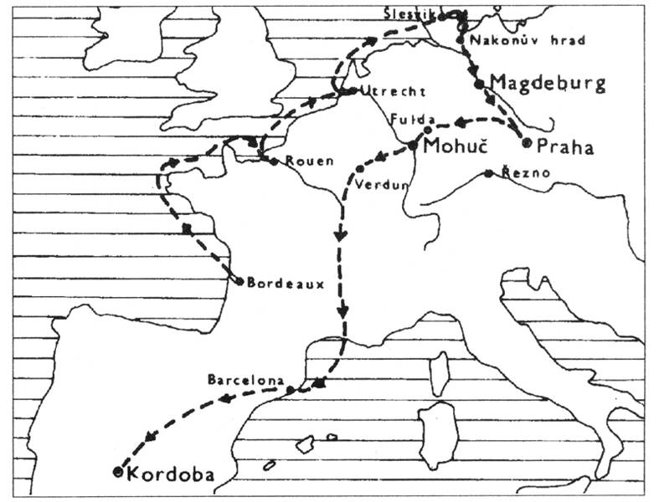 Šlesvik
Nakonův hrad
Utrecht
Magdeburg
Fulda
Mohuč
Praha
Rouen
Verdun
Řezno
Bordeaux
Barcelona
Kordoba